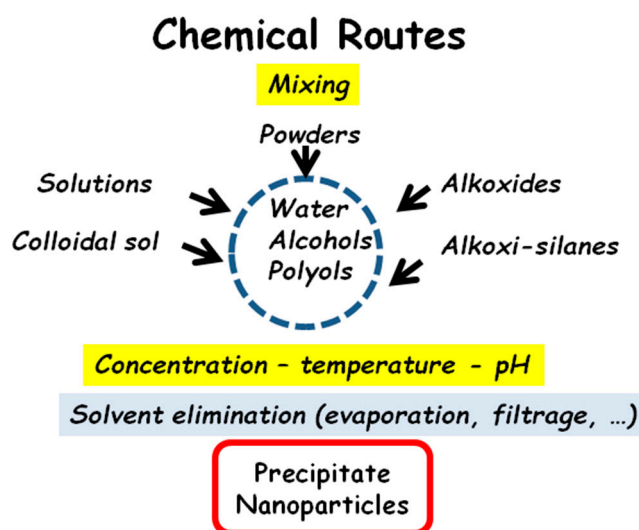 Chemical Routes
Mixing
Powders
Solutions
Alkoxides
Water
Colloidal sol
Alcohols
Alkoxi-silanes
Polyols
Concentration – temperature - pH
Solvent elimination (evaporation, filtrage, ...)
Precipitate
Nanoparticles